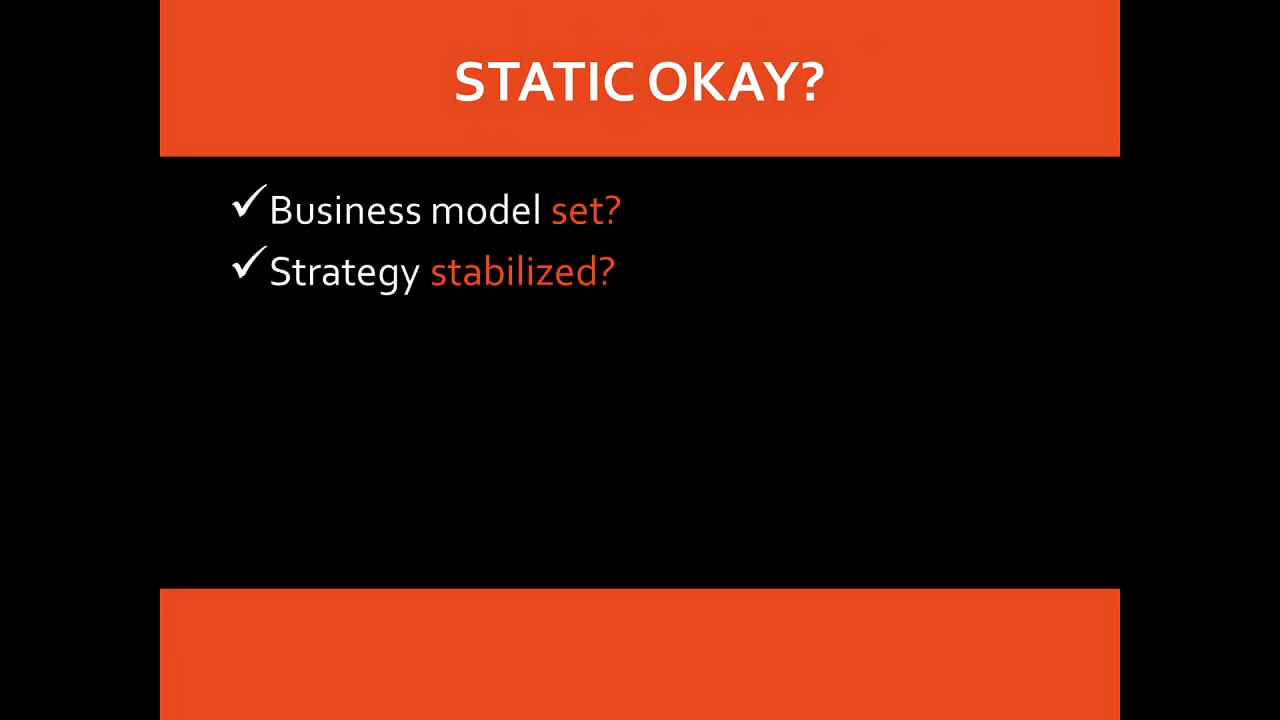 STATIC OKAY?
✓Business model set?
✓Strategy stabilized?